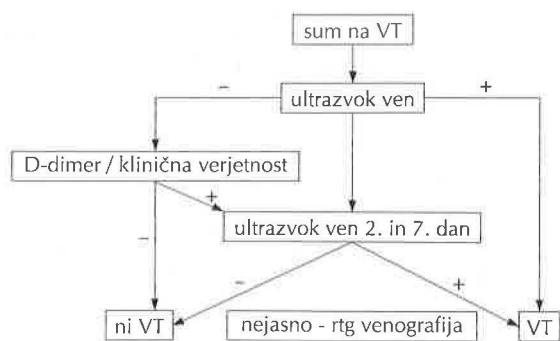 sum na VT
ultrazvok ven
–
+
D-dimer / klinična verjetnost
+
ultrazvok ven 2. in 7. dan
–
–
+
ni VT
nejasno - rtg venografija
VT